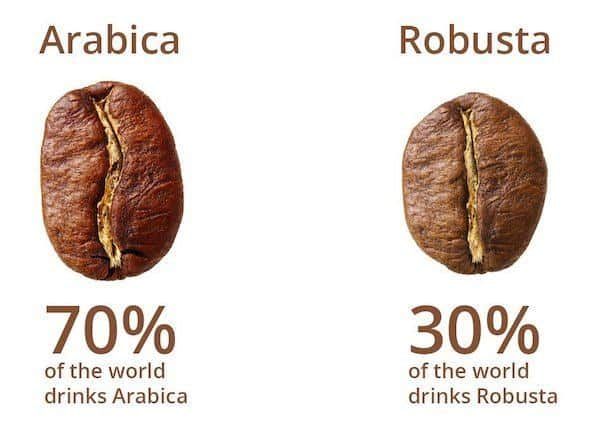 Arabica
Robusta
70%
of the world
drinks Arabica
30%
of the world
drinks Robusta